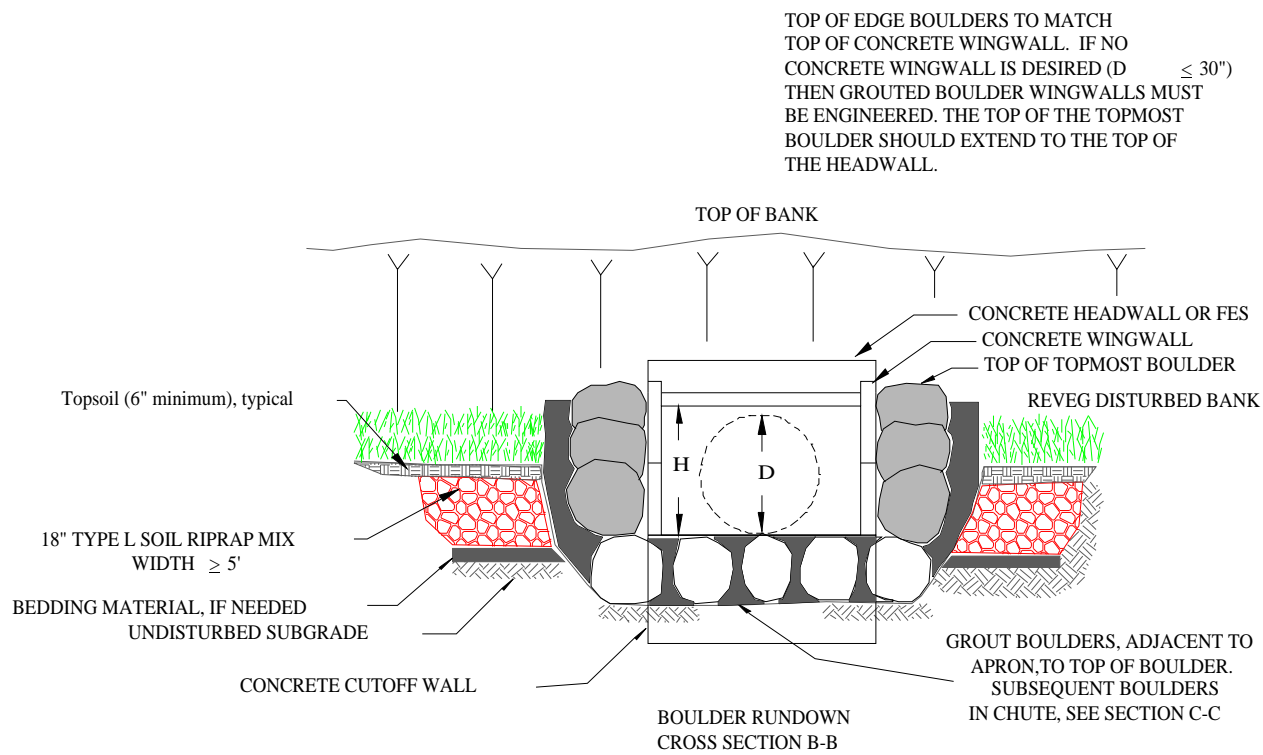 TOP OF EDGE BOULDERS TO MATCH
TOP OF CONCRETE WINGWALL. IF NO
CONCRETE WINGWALL IS DESIRED (D ≤ 30")
THEN GROUTED BOULDER WINGWALLS MUST
BE ENGINEERED. THE TOP OF THE TOPMOST
BOULDER SHOULD EXTEND TO THE TOP OF
THE HEADWALL.
TOP OF BANK
CONCRETE HEADWALL OR FES
CONCRETE WINGWALL
TOP OF TOPMOST BOULDER
Topsoil (6" minimum), typical
REVEG DISTURBED BANK
H
D
18" TYPE L SOIL RIPRAP MIX
WIDTH ≥ 5'
BEDDING MATERIAL, IF NEEDED
UNDISTURBED SUBGRADE
GROUT BOULDERS, ADJACENT TO
APRON,TO TOP OF BOULDER.
SUBSEQUENT BOULDERS
IN CHUTE, SEE SECTION C-C
CONCRETE CUTOFF WALL
BOULDER RUNDOWN
CROSS SECTION B-B